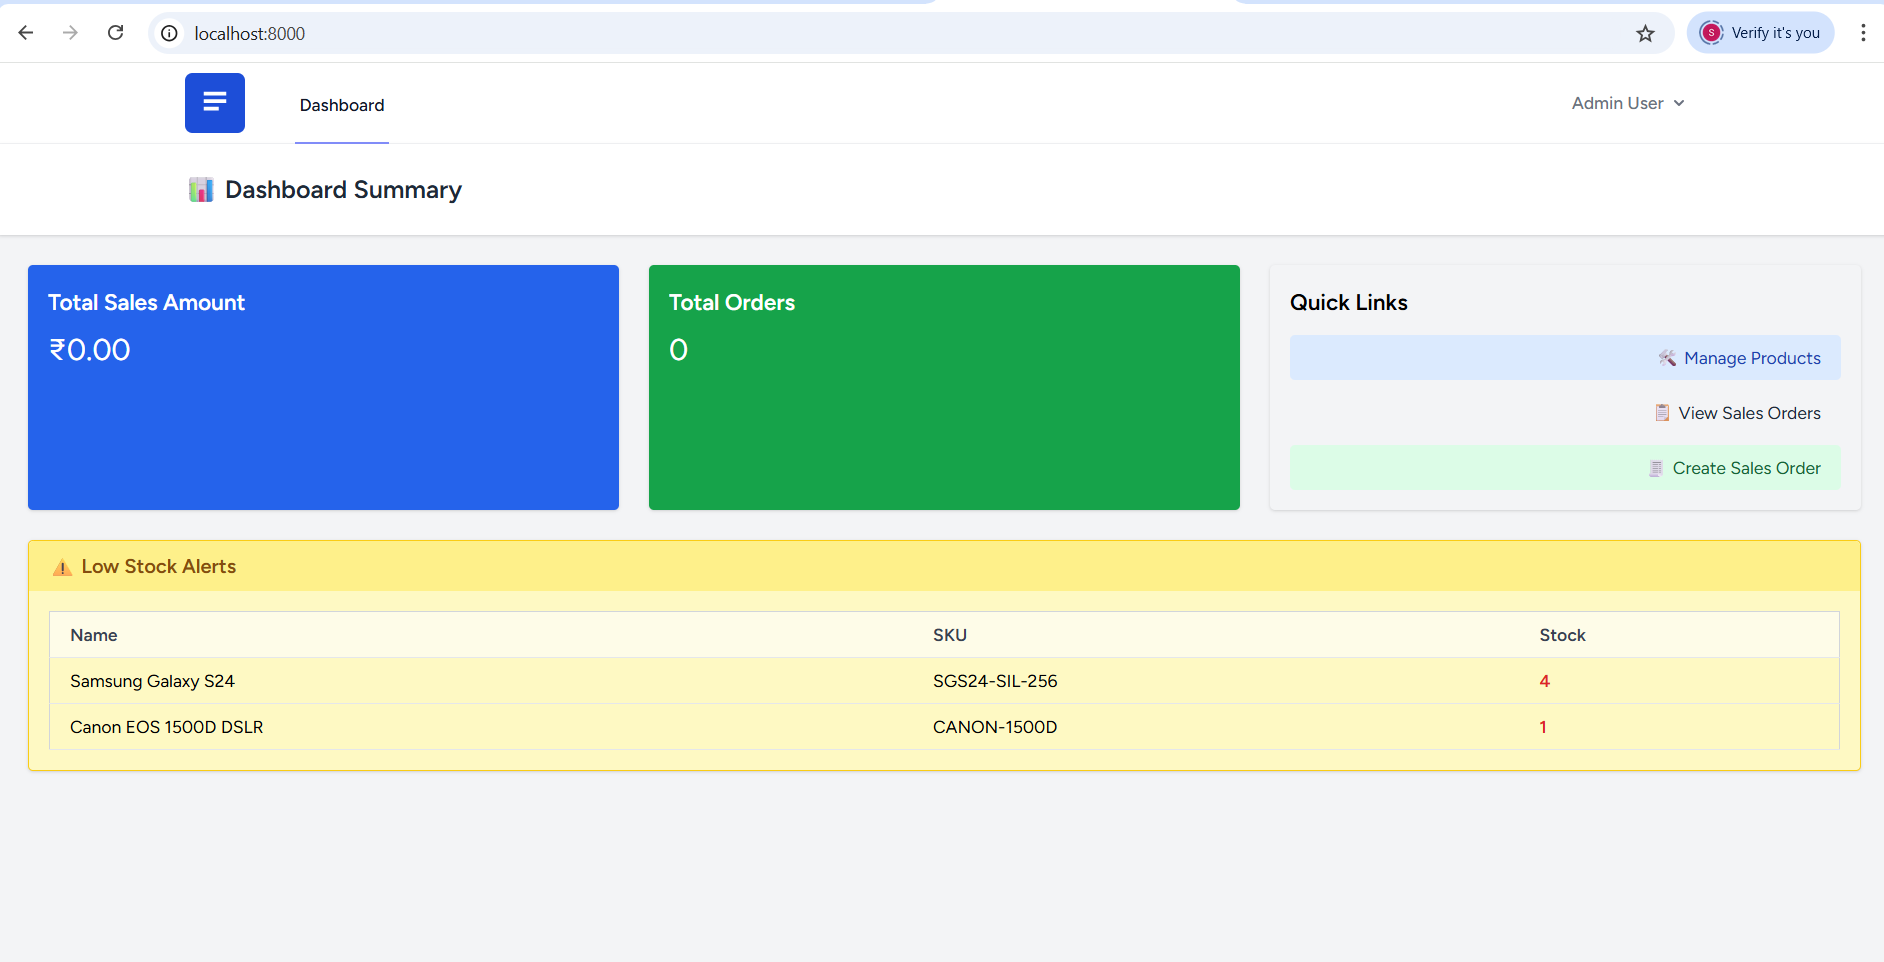 localhost:8000
S
Verify it's you
Dashboard
Admin User
Dashboard Summary
Total Sales Amount
₹0.00
Total Orders
0
Quick Links
Manage Products
View Sales Orders
Create Sales Order
Low Stock Alerts
Name SKU Stock
Samsung Galaxy S24 SGS24-SIL-256 4
Canon EOS 1500D DSLR CANON-1500D 1